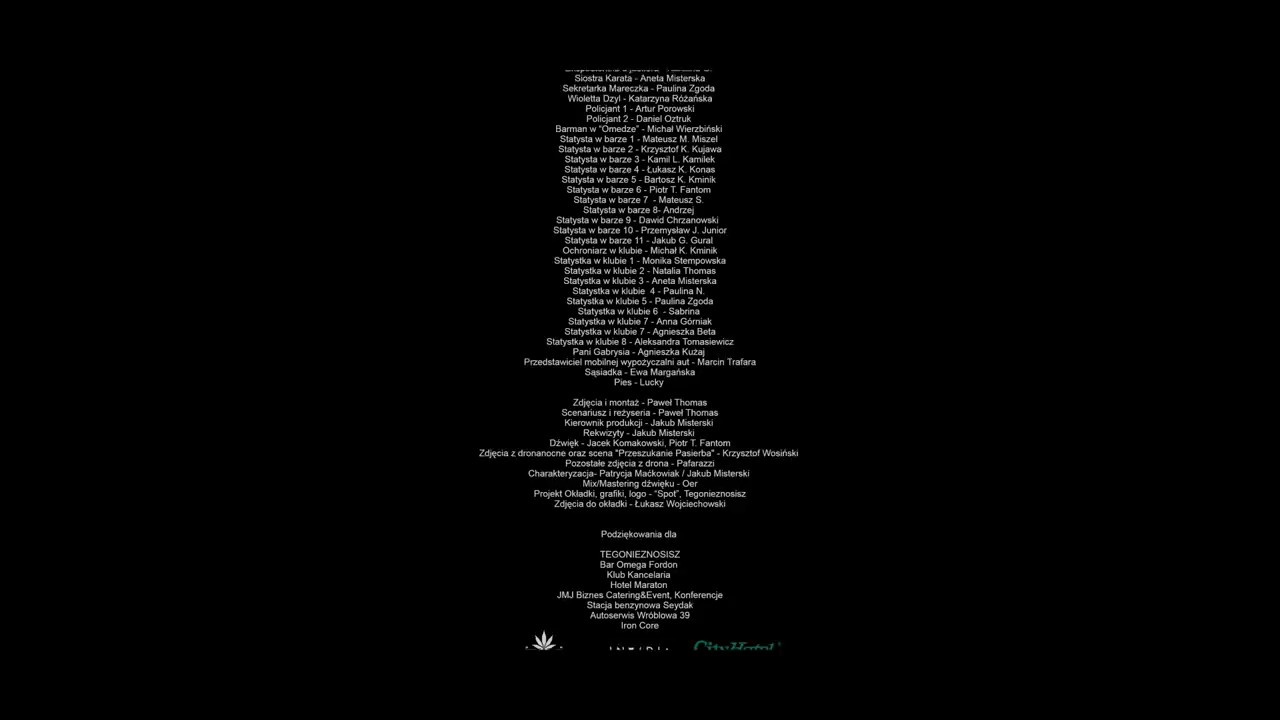 Siostra Karata - Aneta Misterska
Sekretarka Mareczka - Paulina Zgoda
Wioletta Dzyl - Katarzyna Różańska
Policjant 1 - Artur Porowski
Policjant 2 - Daniel Oztruk
Barman w "Omedze" - Michał Wierzbiński
Statysta w barze 1 - Mateusz M. Miszel
Statysta w barze 2 - Krzysztof K. Kujawa
Statysta w barze 3 - Kamil L. Kamilek
Statysta w barze 4 - Łukasz K. Konas
Statysta w barze 5 - Bartosz K. Kminik
Statysta w barze 6 - Piotr T. Fantom
Statysta w barze 7 - Mateusz S.
Statysta w barze 8- Andrzej
Statysta w barze 9 - Dawid Chrzanowski
Statysta w barze 10 - Przemysław J. Junior
Statysta w barze 11 - Jakub G. Gural
Ochroniarz w klubie - Michał K. Kminik
Statystka w klubie 1 - Monika Stempowska
Statystka w klubie 2 - Natalia Thomas
Statystka w klubie 3 - Aneta Misterska
Statystka w klubie 4 - Paulina N.
Statystka w klubie 5 - Paulina Zgoda
Statystka w klubie 6 - Sabrina
Statystka w klubie 7 - Anna Górniak
Statystka w klubie 7 - Agnieszka Beta
Statystka w klubie 8 - Aleksandra Tomasiewicz
Pani Gabrysia - Agnieszka Kużaj
Przedstawiciel mobilnej wypożyczalni aut - Marcin Trafara
Sąsiadka - Ewa Margańska
Pies - Lucky
Zdjęcia i montaż - Paweł Thomas
Scenariusz i reżyseria - Paweł Thomas
Kierownik produkcji - Jakub Misterski
Rekwizyty - Jakub Misterski
Dźwięk - Jacek Komakowski, Piotr T. Fantom
Zdjęcia z dronanocne oraz scena "Przeszukanie Pasierba" - Krzysztof Wosiński
Pozostałe zdjęcia z drona - Pafarazzi
Charakteryzacja- Patrycja Maćkowiak / Jakub Misterski
Mix/Mastering dźwięku - Oer
Projekt Okładki, grafiki, logo - "Spot", Tegonieznosisz
Zdjęcia do okładki - Łukasz Wojciechowski
Podziękowania dla
TEGONIEZNOSISZ
Bar Omega Fordon
Klub Kancelaria
Hotel Maraton
JMJ Biznes Catering&Event, Konferencje
Stacja benzynowa Seydak
Autoserwis Wróblowa 39
Iron Core
CityHotel